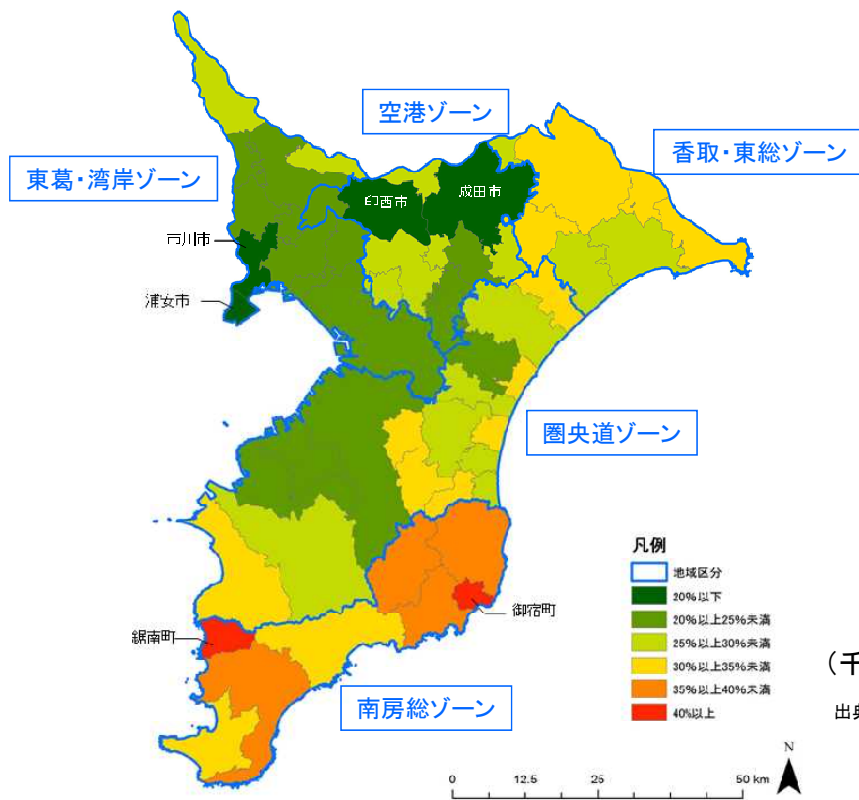 空港ゾーン
香取・東総ゾーン
東葛・湾岸ゾーン
成田市
印西市
市川市
浦安市
圏央道ゾーン
凡例
地域区分
20%以下
20%以上25%未満
25%以上30%未満
30%以上35%未満
35%以上40%未満
40%以上
御宿町
鋸南町
南房総ゾーン
（千
出典
N
0 12.5 25 50 km